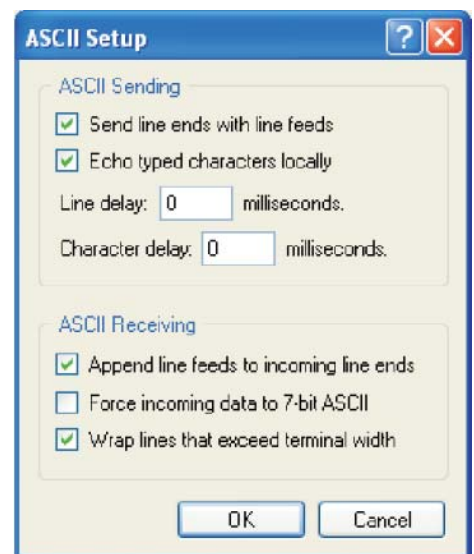 ASCII Setup
ASCII Sending
Send line ends with line feeds
Echo typed characters locally
Line delay: 0 milliseconds.
Character delay: 0 milliseconds.
ASCII Receiving
Append line feeds to incoming line ends
Force incoming data to 7-bit ASCII
Wrap lines that exceed terminal width
OK Cancel